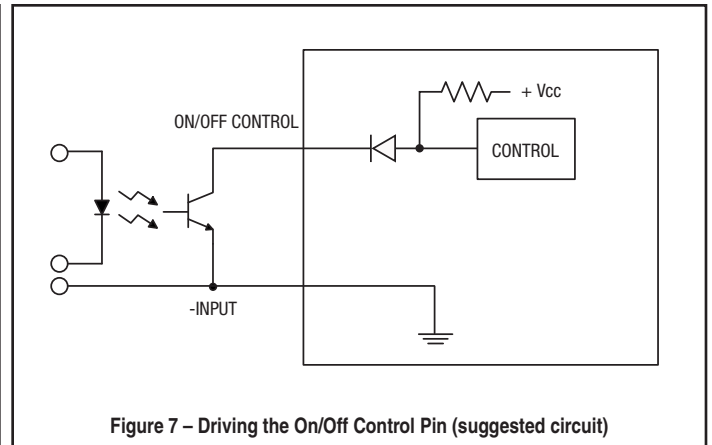 + Vcc
ON/OFF CONTROL
CONTROL
-INPUT
Figure 7 – Driving the On/Off Control Pin (suggested circuit)